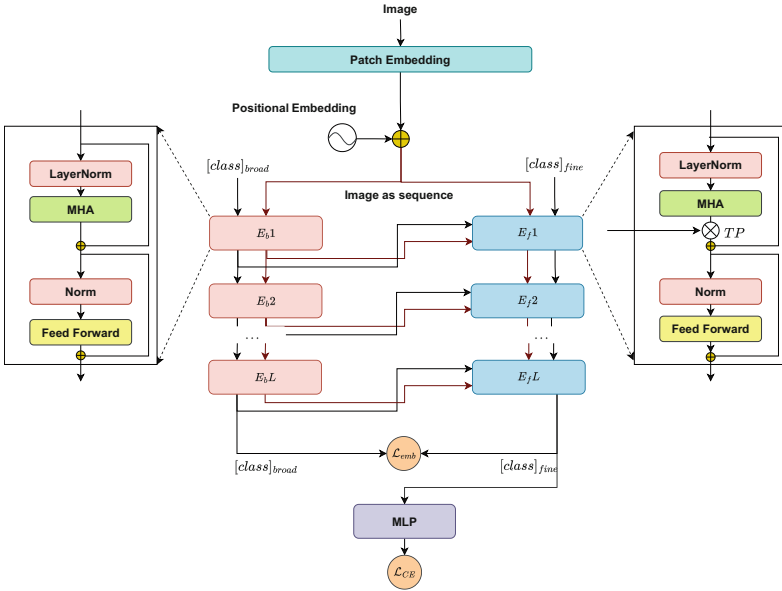 Image
Patch Embedding
Positional Embedding
[class]_broad
[class]_fine
Image as sequence
LayerNorm
MHA
Norm
Feed Forward
E_b1
E_f1
E_b2
E_f2
...
...
E_bL
E_fL
LayerNorm
MHA
TP
Norm
Feed Forward
ℒ_emb
[class]_broad
[class]_fine
MLP
ℒ_CE